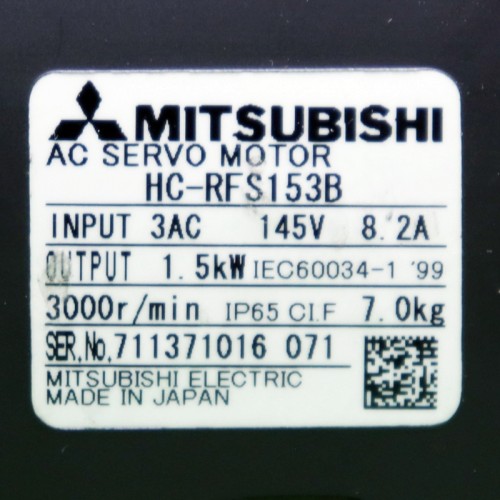 MITSUBISHI
AC SERVO MOTOR
HC-RFS153B
INPUT 3AC 145V 8.2A
OUTPUT 1.5kW IEC60034-1 '99
3000r/min IP65 CI.F 7.0kg
SER.No.711371016 071
MITSUBISHI ELECTRIC
MADE IN JAPAN